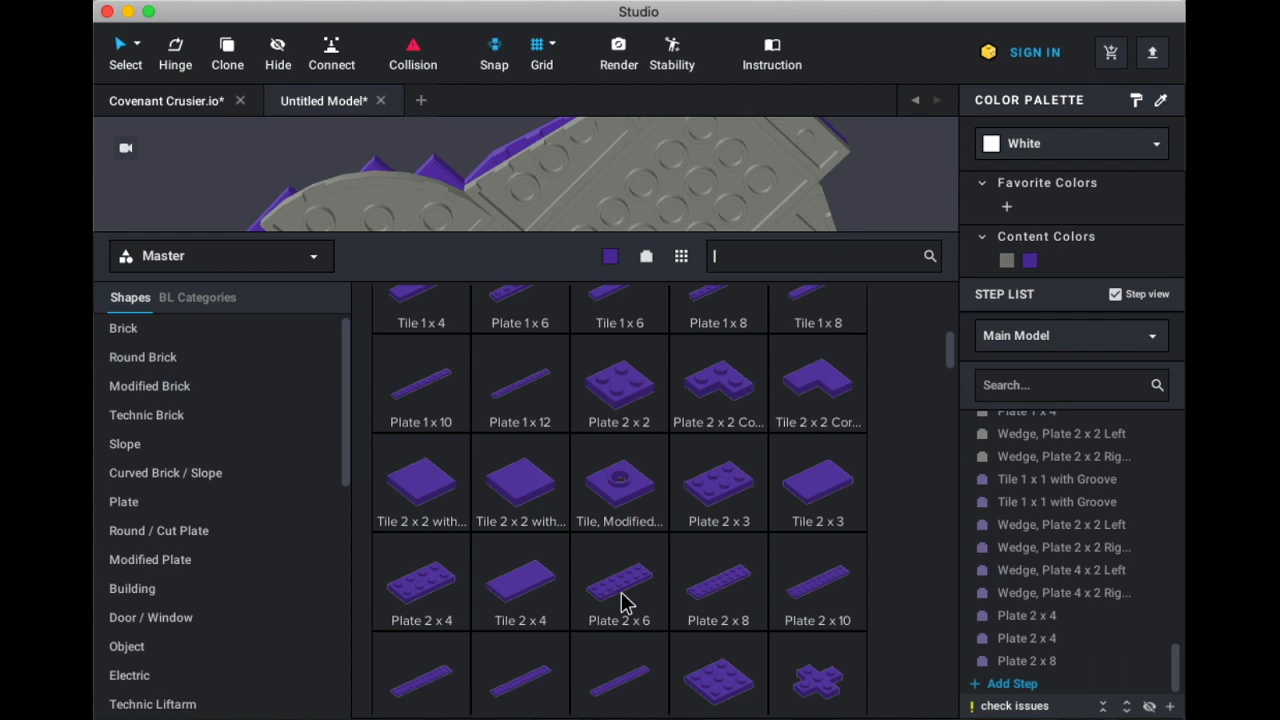 Studio
Select
Hinge
Clone
Hide
Connect
Collision
Snap
Grid
Render
Stability
Instruction
SIGN IN
Covenant Crusier.io*
Untitled Model*
COLOR PALETTE
White
Favorite Colors
Content Colors
Master
STEP LIST
Step view
Main Model
Search...
Shapes
BL Categories
Brick
Round Brick
Modified Brick
Technic Brick
Slope
Curved Brick / Slope
Plate
Round / Cut Plate
Modified Plate
Building
Door / Window
Object
Electric
Technic Liftarm
Tile 1 x 4
Plate 1 x 6
Tile 1 x 6
Plate 1 x 8
Tile 1 x 8
Plate 1 x 10
Plate 1 x 12
Plate 2 x 2
Plate 2 x 2 Co...
Tile 2 x 2 Cor...
Tile 2 x 2 with...
Tile 2 x 2 with...
Tile, Modified...
Plate 2 x 3
Tile 2 x 3
Plate 2 x 4
Tile 2 x 4
Plate 2 x 6
Plate 2 x 8
Plate 2 x 10
Plate 1 x 4
Wedge, Plate 2 x 2 Left
Wedge, Plate 2 x 2 Rig...
Tile 1 x 1 with Groove
Tile 1 x 1 with Groove
Wedge, Plate 2 x 2 Left
Wedge, Plate 2 x 2 Rig...
Wedge, Plate 4 x 2 Left
Wedge, Plate 4 x 2 Rig...
Plate 2 x 4
Plate 2 x 4
Plate 2 x 8
+ Add Step
! check issues